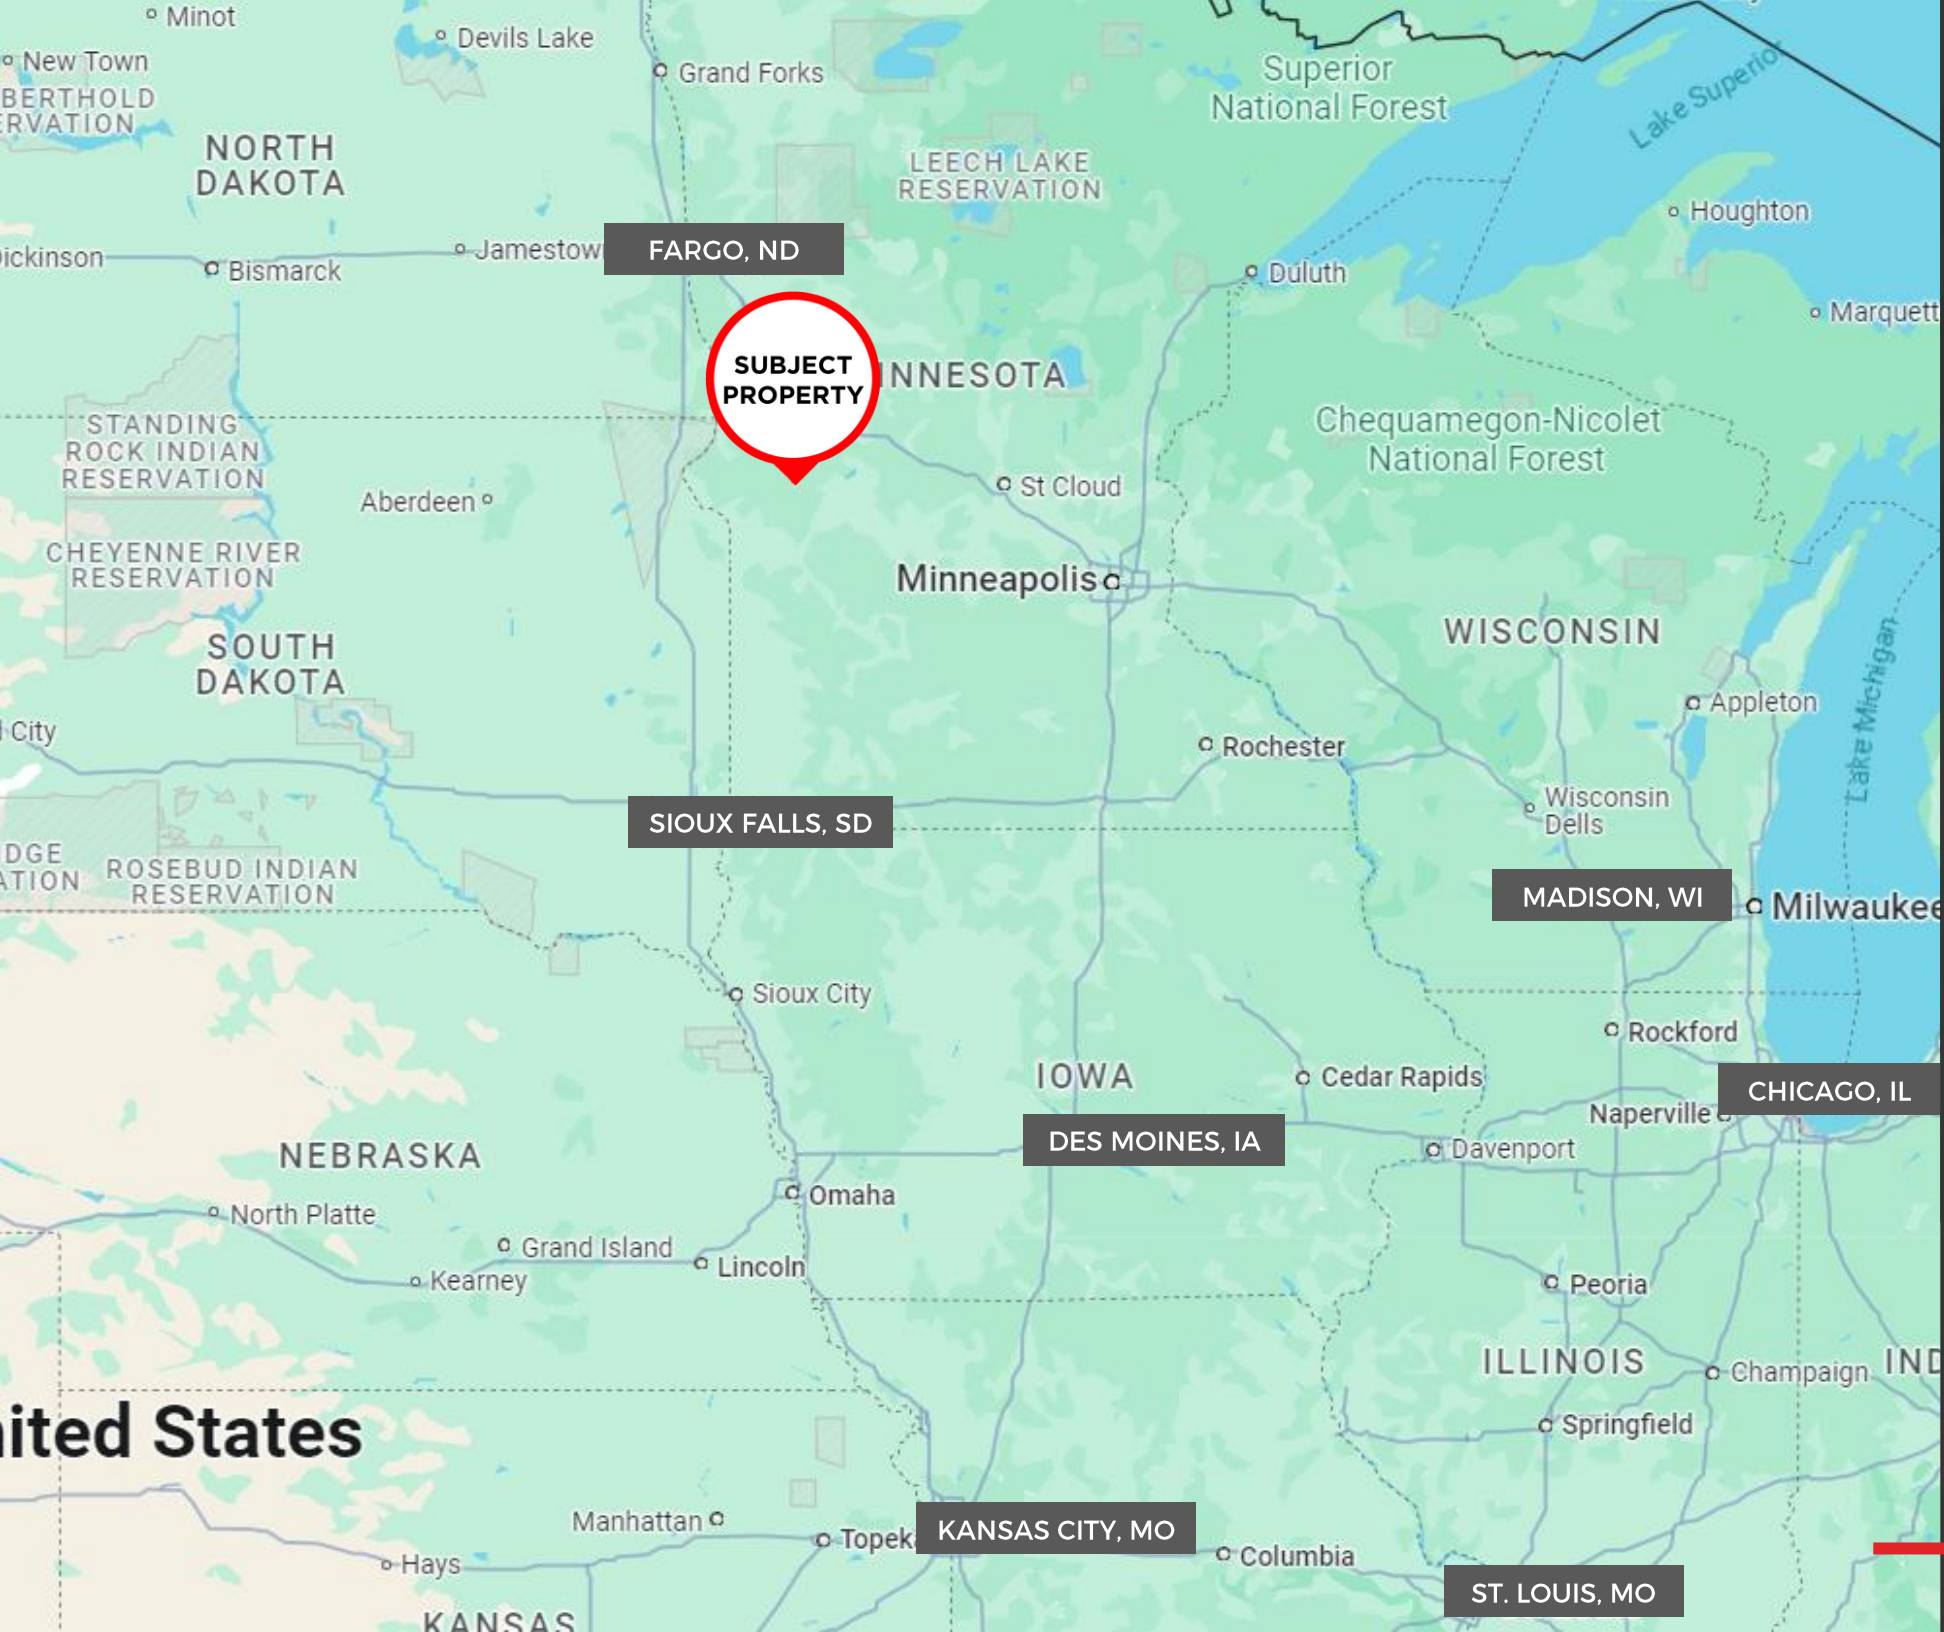 Minot
Devils Lake
New Town
BERTHOLD
ERVATION
Grand Forks
Superior
National Forest
Lake Superior
NORTH
DAKOTA
LEECH LAKE
RESERVATION
Houghton
FARGO, ND
Jamestow
ickinson
Bismarck
Duluth
Marquett
SUBJECT
PROPERTY
INNESOTA
STANDING
ROCK INDIAN
RESERVATION
Chequamegon-Nicolet
National Forest
Aberdeen
St Cloud
CHEYENNE RIVER
RESERVATION
Minneapolis
WISCONSIN
SOUTH
DAKOTA
Lake Michigan
Appleton
City
Rochester
Wisconsin
Dells
SIOUX FALLS, SD
DGE
ATION
ROSEBUD INDIAN
RESERVATION
MADISON, WI
Milwaukee
Sioux City
Rockford
IOWA
Cedar Rapids
CHICAGO, IL
Naperville
DES MOINES, IA
Davenport
NEBRASKA
Omaha
North Platte
Grand Island
Lincoln
Kearney
Peoria
ILLINOIS
Champaign
IND
ited States
Springfield
Manhattan
Topek
KANSAS CITY, MO
Columbia
Hays
ST. LOUIS, MO
KANSAS